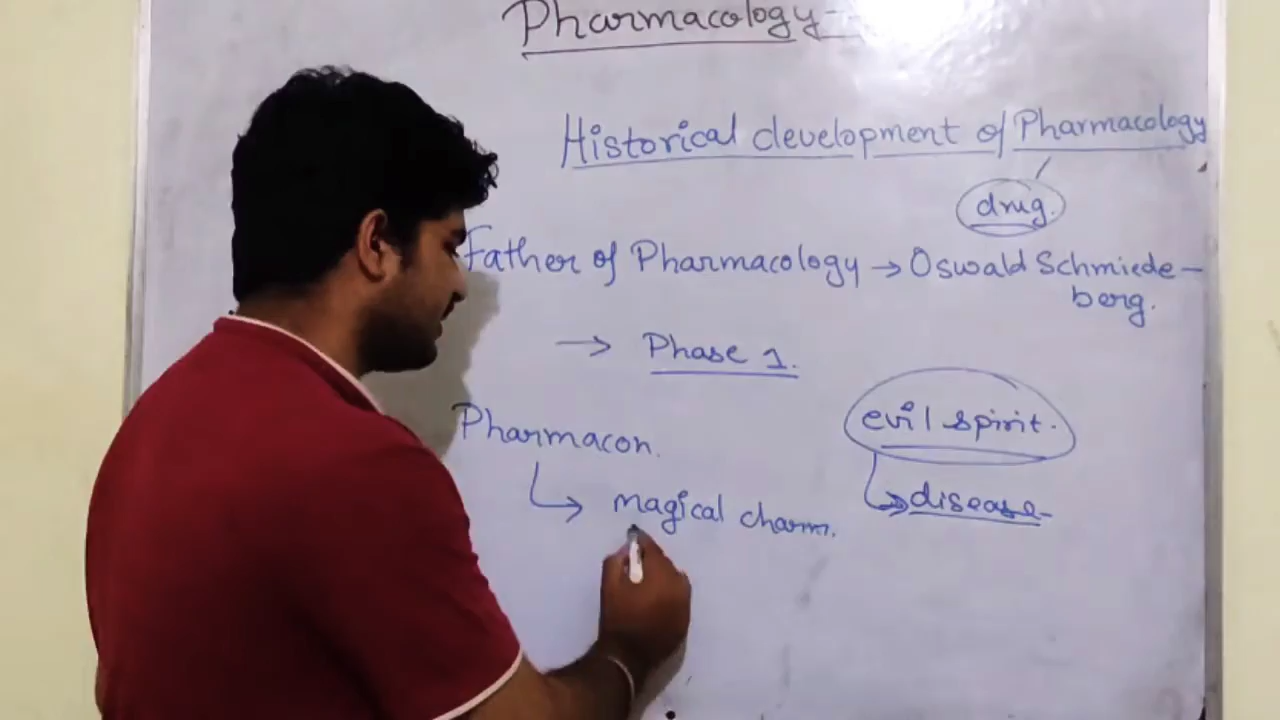 Pharmacology-
Historical development of Pharmacology
drug.
Father of Pharmacology → Oswald Schmiede-
berg.
→ Phase 1.
Pharmacon.
evil spirit.
magical charm.
disease